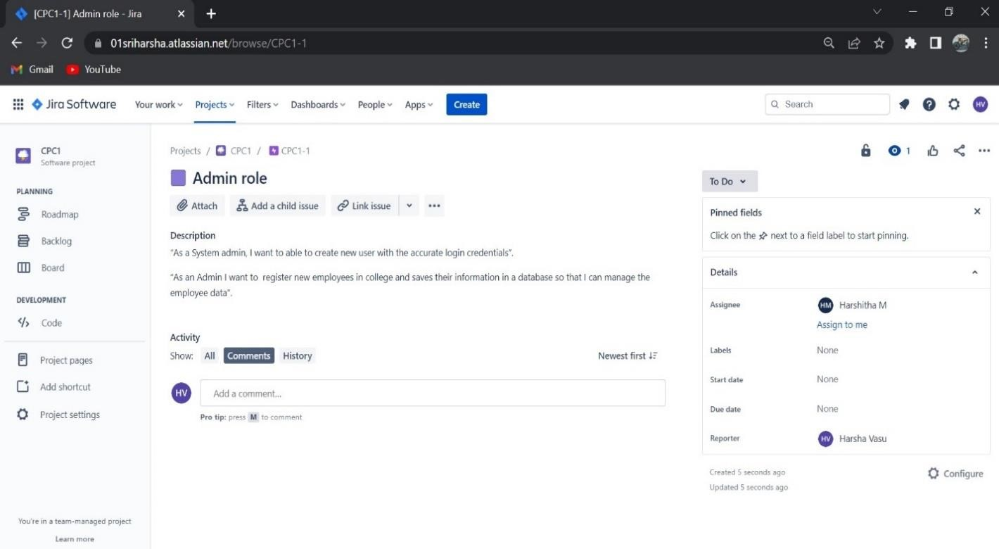 [CPC1-1] Admin role - Jira
01sriharsha.atlassian.net/browse/CPC1-1
Gmail YouTube
Jira Software Your work Projects Filters Dashboards People Apps Create Search HV
CPC1
Software project
PLANNING
Roadmap
Backlog
Board
DEVELOPMENT
Code
Project pages
Add shortcut
Project settings
You're in a team-managed project
Learn more
Projects / CPC1 / CPC1-1
1
Admin role
Attach Add a child issue Link issue
Description
“As a System admin, I want to able to create new user with the accurate login credentials”.
“As an Admin I want to register new employees in college and saves their information in a database so that I can manage the
employee data”.
Activity
Show: All Comments History Newest first
HV Add a comment...
Pro tip: press M to comment
To Do
Pinned fields
Click on the next to a field label to start pinning.
Details
Assignee HM Harshitha M
Assign to me
Labels None
Start date None
Due date None
Reporter HV Harsha Vasu
Created 5 seconds ago
Configure
Updated 5 seconds ago